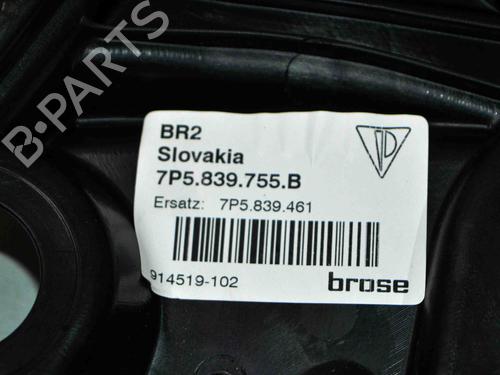 B-PARTS
BR2
Slovakia
7P5.839.755.B
Ersatz: 7P5.839.461
914519-102
brose